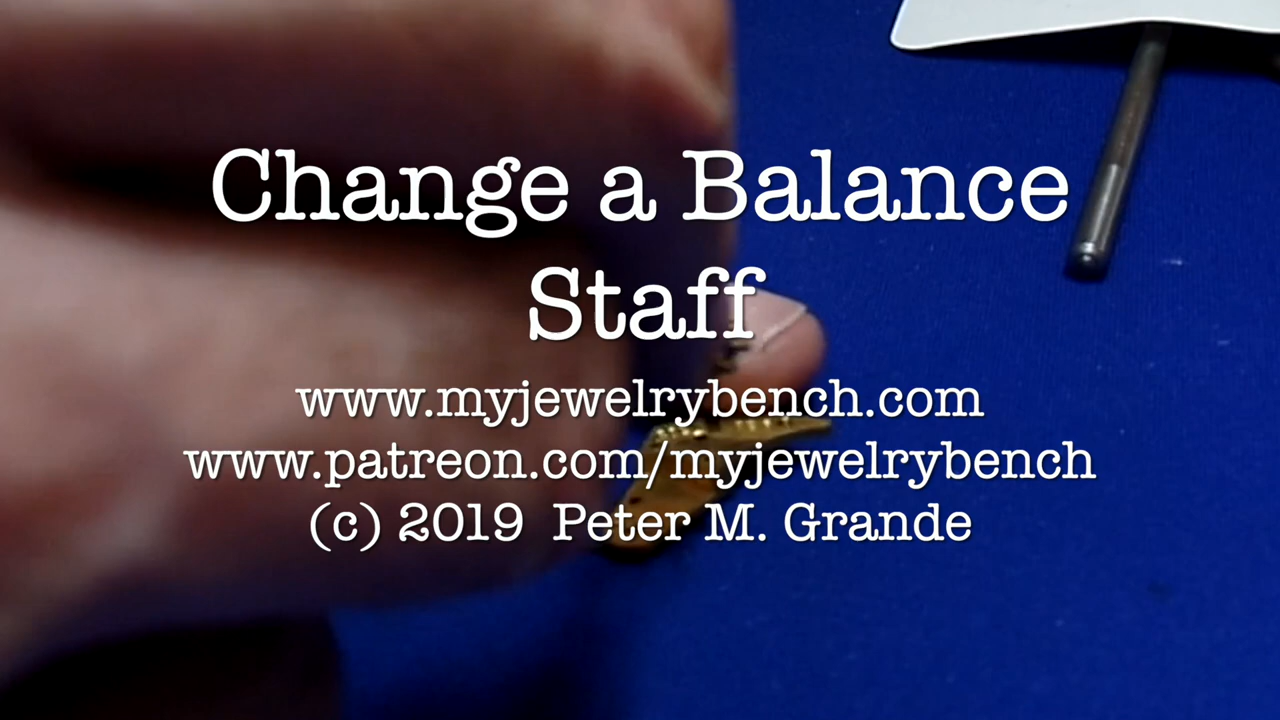 Change a Balance
Staff
www.myjewelrybench.com
www.patreon.com/myjewelrybench
(c) 2019 Peter M. Grande